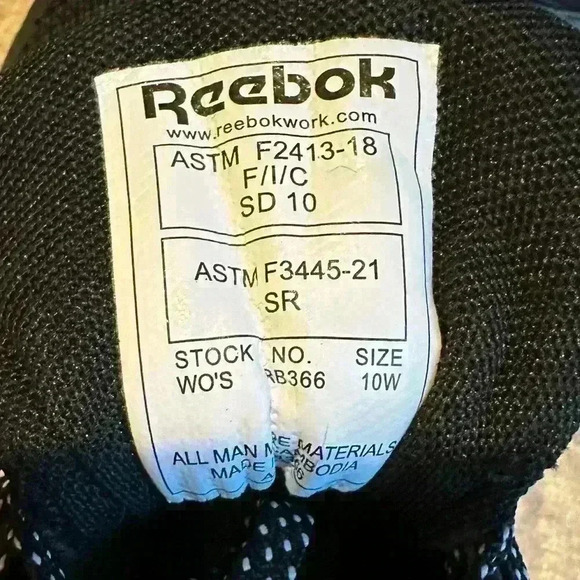 Reebok
www.reebokwork.com
ASTM F2413-18
F/I/C
SD 10
ASTM F3445-21
SR
STOCK NO. SIZE
WO'S RB366 10W
ALL MAN MATERIALS
MADE